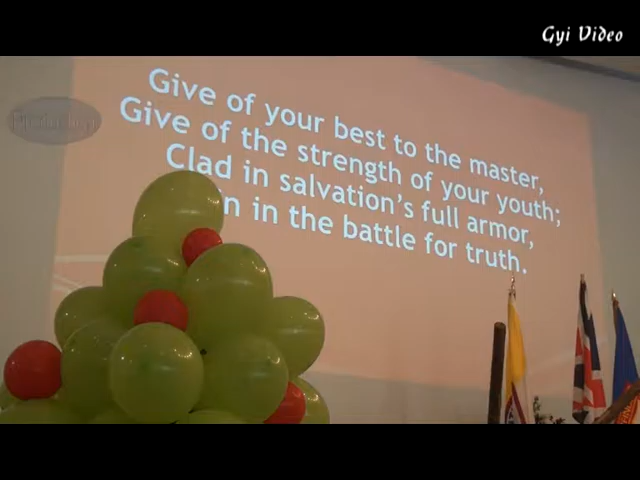 Gyi Video
Give of your best to the master,
Give of the strength of your youth;
Clad in salvation's full armor,
in the battle for truth.